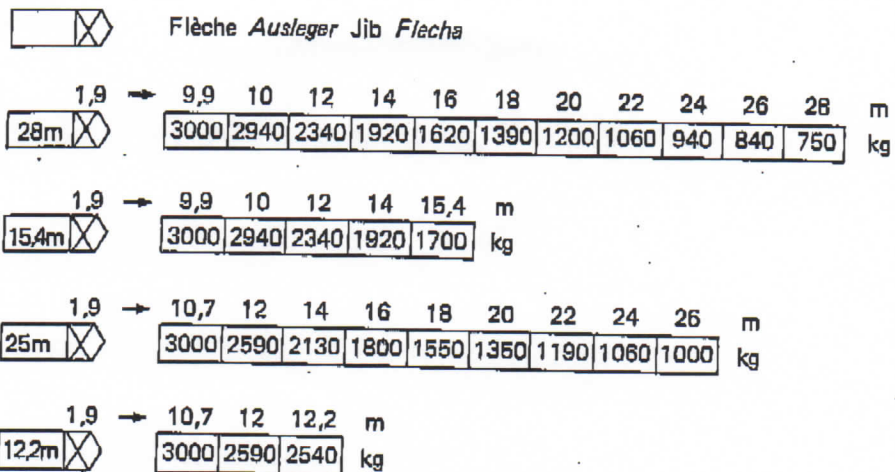 Flèche Ausleger Jib Flecha
1,9 → 9,9 10 12 14 16 18 20 22 24 26 28 m
28m 3000 2940 2340 1920 1620 1390 1200 1060 940 840 750 kg
1,9 → 9,9 10 12 14 15,4 m
15,4m 3000 2940 2340 1920 1700 kg
1,9 → 10,7 12 14 16 18 20 22 24 26 m
25m 3000 2590 2130 1800 1550 1350 1190 1060 1000 kg
1,9 → 10,7 12 12,2 m
12,2m 3000 2590 2540 kg